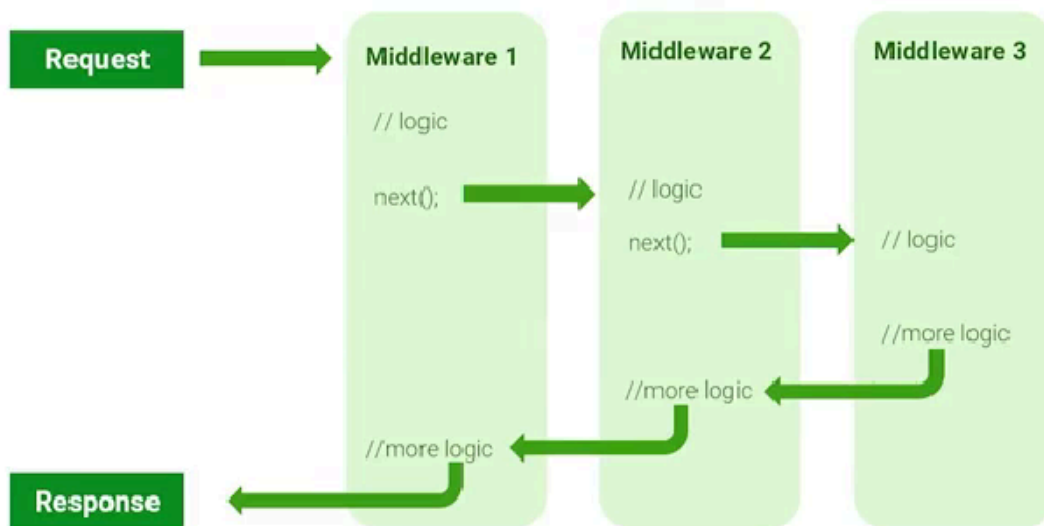 Request
Middleware 1
// logic
next();
Middleware 2
// logic
next();
Middleware 3
// logic
//more logic
//more logic
//more logic
Response